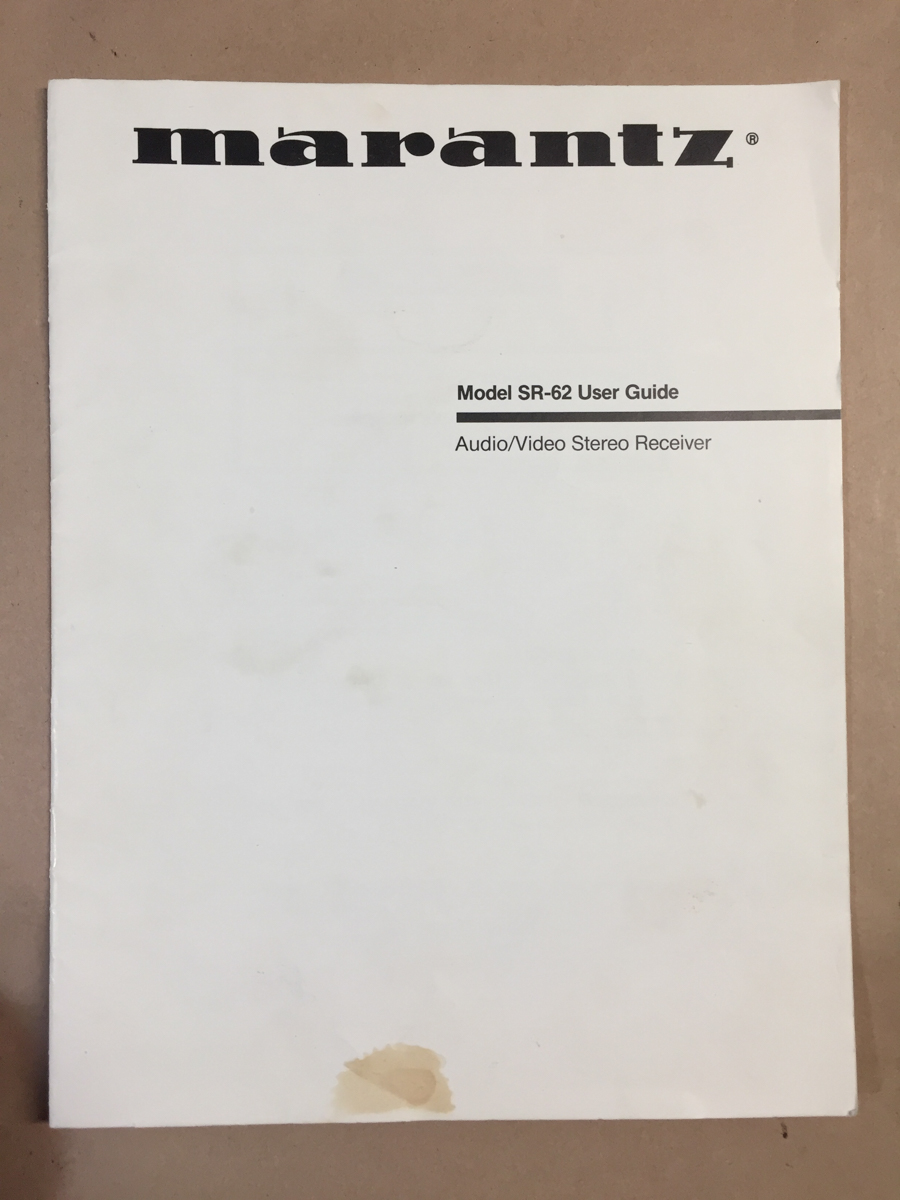 marantz®
Model SR-62 User Guide
Audio/Video Stereo Receiver